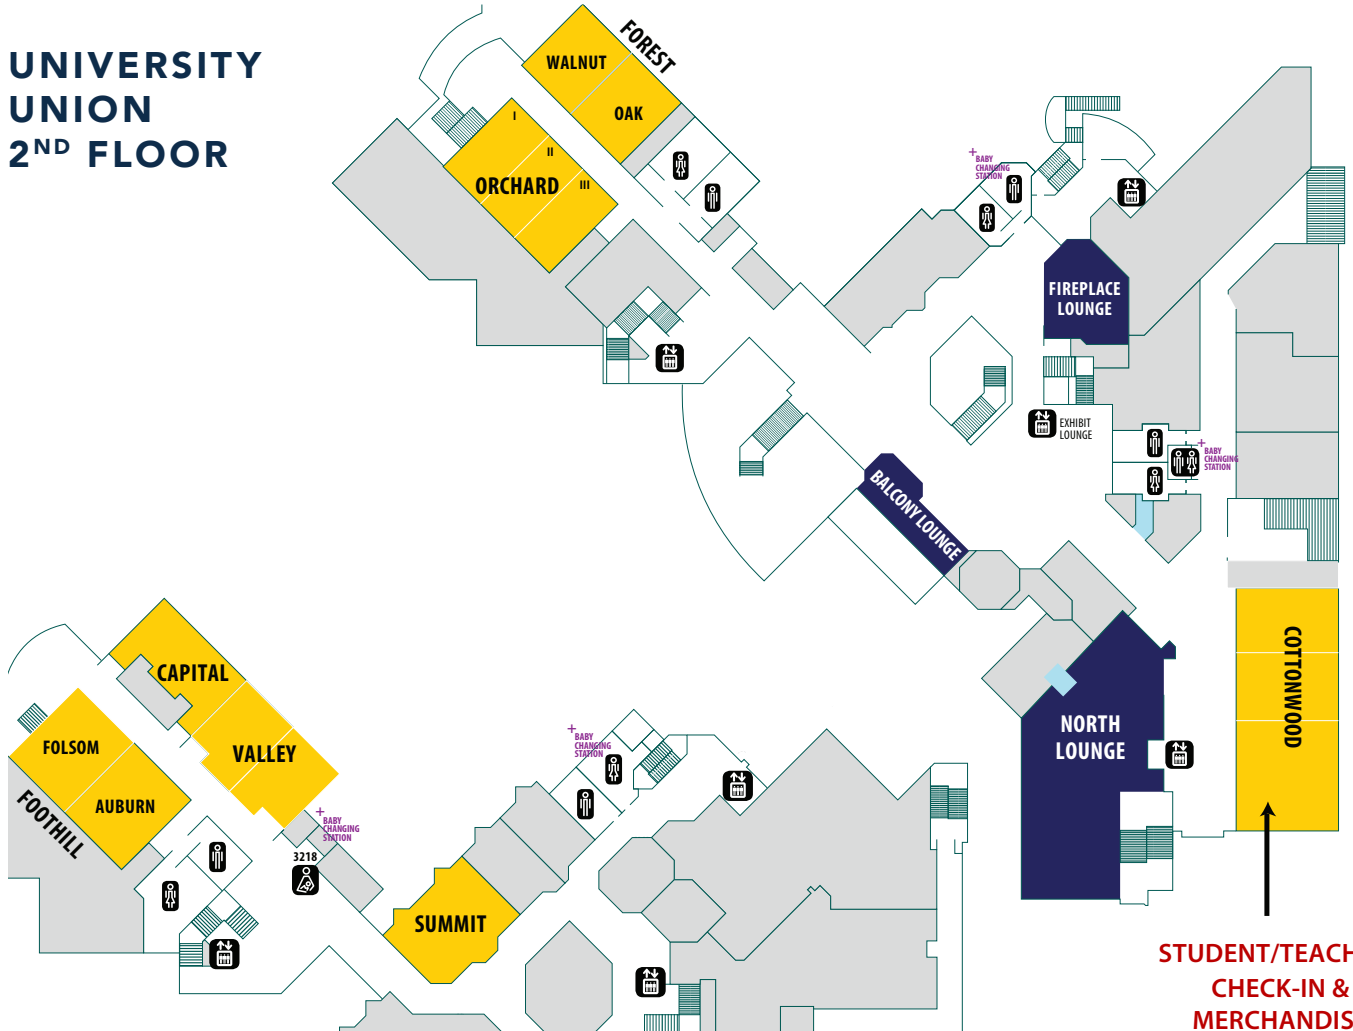 UNIVERSITY
UNION
2ND FLOOR
FOREST
WALNUT
OAK
I
II
III
ORCHARD
+
BABY
CHANGING
STATION
FIREPLACE
LOUNGE
EXHIBIT
LOUNGE
+
BABY
CHANGING
STATION
BALCONY LOUNGE
COTTONWOOD
NORTH
LOUNGE
CAPITAL
VALLEY
FOLSOM
AUBURN
FOOTHILL
+
BABY
CHANGING
STATION
3218
+
BABY
CHANGING
STATION
SUMMIT
STUDENT/TEACH
CHECK-IN &
MERCHANDIS